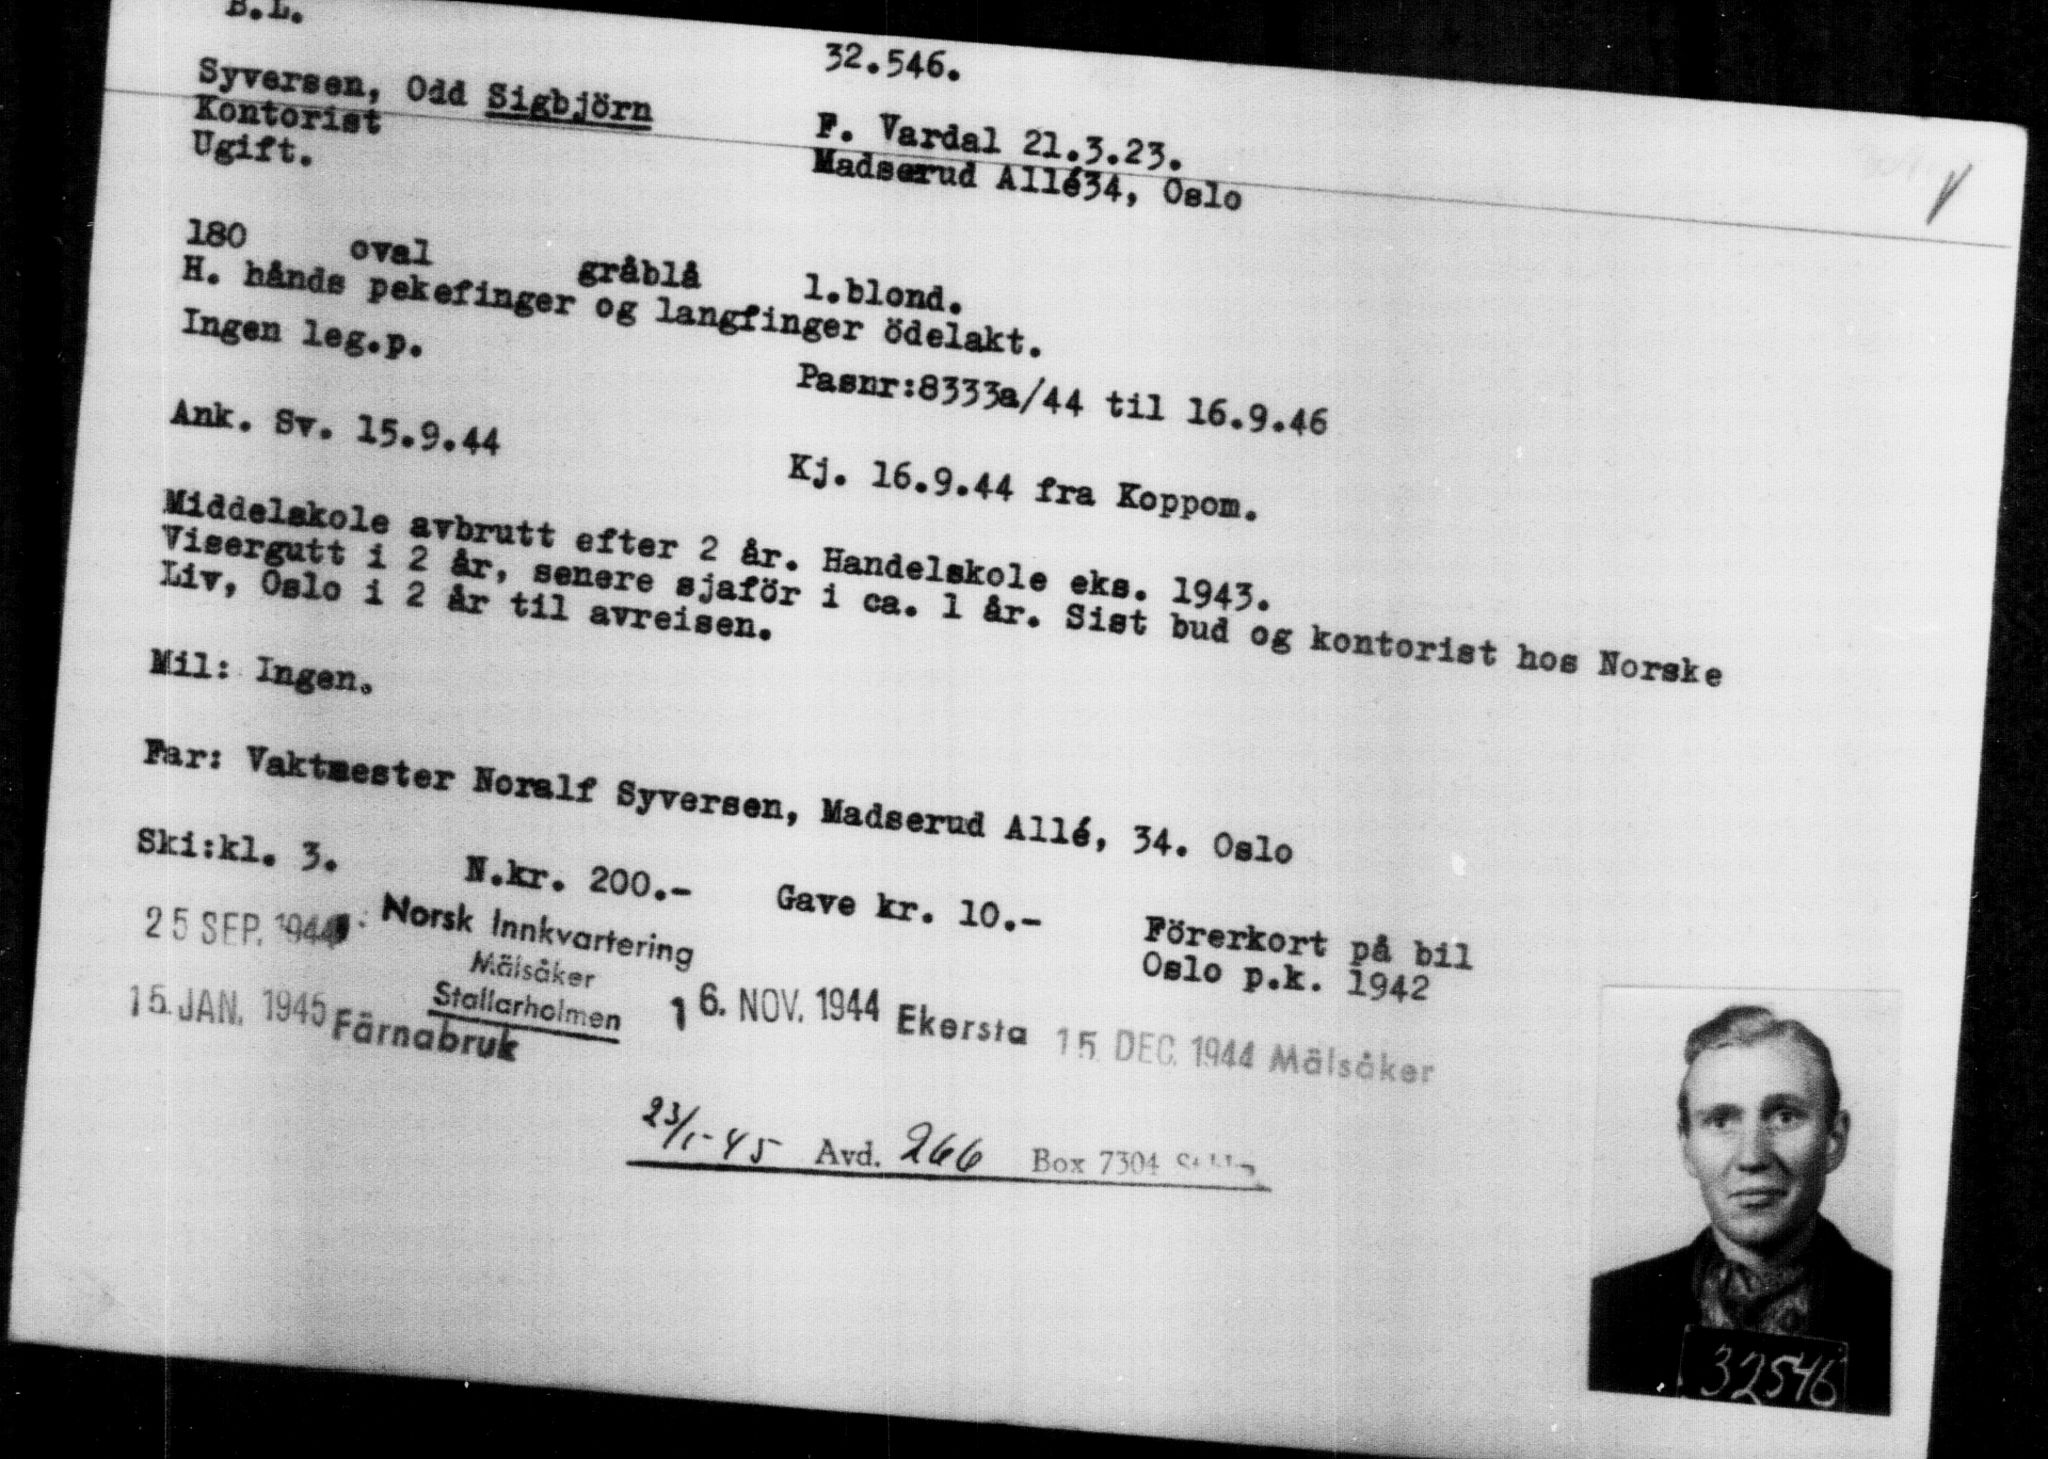 B.L.
32.546.
Syversen, Odd Sigbjörn
F. Vardal 21.3.23.
Kontorist
Madserud Allé34, Oslo
Ugift.
180 oval gråblå l.blond.
H. hånds pekefinger og langfinger ödelakt.
Ingen leg.p.
Pasnr:8333a/44 til 16.9.46
Ank. Sv. 15.9.44
Kj. 16.9.44 fra Koppom.
Middelskole avbrutt efter 2 år. Handelskole eks. 1943.
Visergutt i 2 år, senere sjaför i ca. 1 år. Sist bud og kontorist hos Norske
Liv, Oslo i 2 år til avreisen.
Mil: Ingen.
Far: Vaktmester Noralf Syversen, Madserud Allé, 34. Oslo
Ski:kl. 3. N.kr. 200.- Gave kr. 10.- Förerkort på bil
Oslo p.k. 1942
25 SEP. 1944 Norsk Innkvartering
Mälsåker
Stallarholmen
16. NOV. 1944 Ekersta 15 DEC. 1944 Mälsåker
15. JAN. 1945 Färnabruk
23/1-45 Avd. 266 Box 7304
32546